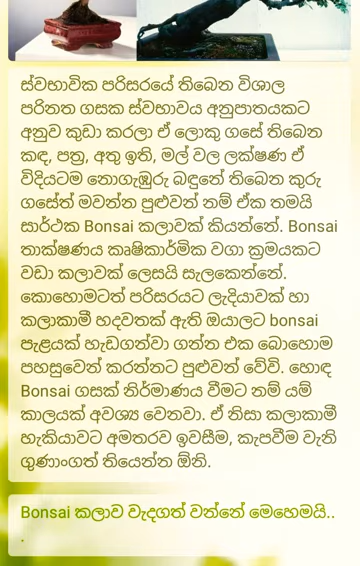 ස්වභාවික පරිසරයේ තිබෙන විශාල
පරිනත ගසක ස්වභාවය අනුපාතයකට
අනුව කුඩා කරලා ඒ ලොකු ගසේ තිබෙන
කඳ, පත්‍ර, අතු ඉති, මල් වල ලක්ෂණ ඒ
විදියටම නොගැඹුරු බඳුනේ තිබෙන කුරු
ගසේත් මවන්න පුළුවන් නම් ඒක තමයි
සාර්ථක Bonsai කලාවක් කියන්නේ. Bonsai
තාක්ෂණය කෘෂිකාර්මික වගා ක්‍රමයකට
වඩා කලාවක් ලෙසයි සැලකෙන්නේ.
කොහොමටත් පරිසරයට ලැදියාවක් හා
කලාකාමී හදවතක් ඇති ඔයාලට bonsai
පැළයක් හැඩගත්වා ගන්න එක බොහොම
පහසුවෙන් කරන්නට පුළුවන් වේවි. හොඳ
Bonsai ගසක් නිර්මාණය වීමට නම් යම්
කාලයක් අවශ්‍ය වෙනවා. ඒ නිසා කලාකාමී
හැකියාවට අමතරව ඉවසීම, කැපවීම වැනි
ගුණාංගත් තියෙන්න ඕනි.
Bonsai කලාව වැදගත් වන්නේ මෙහෙමයි..
.